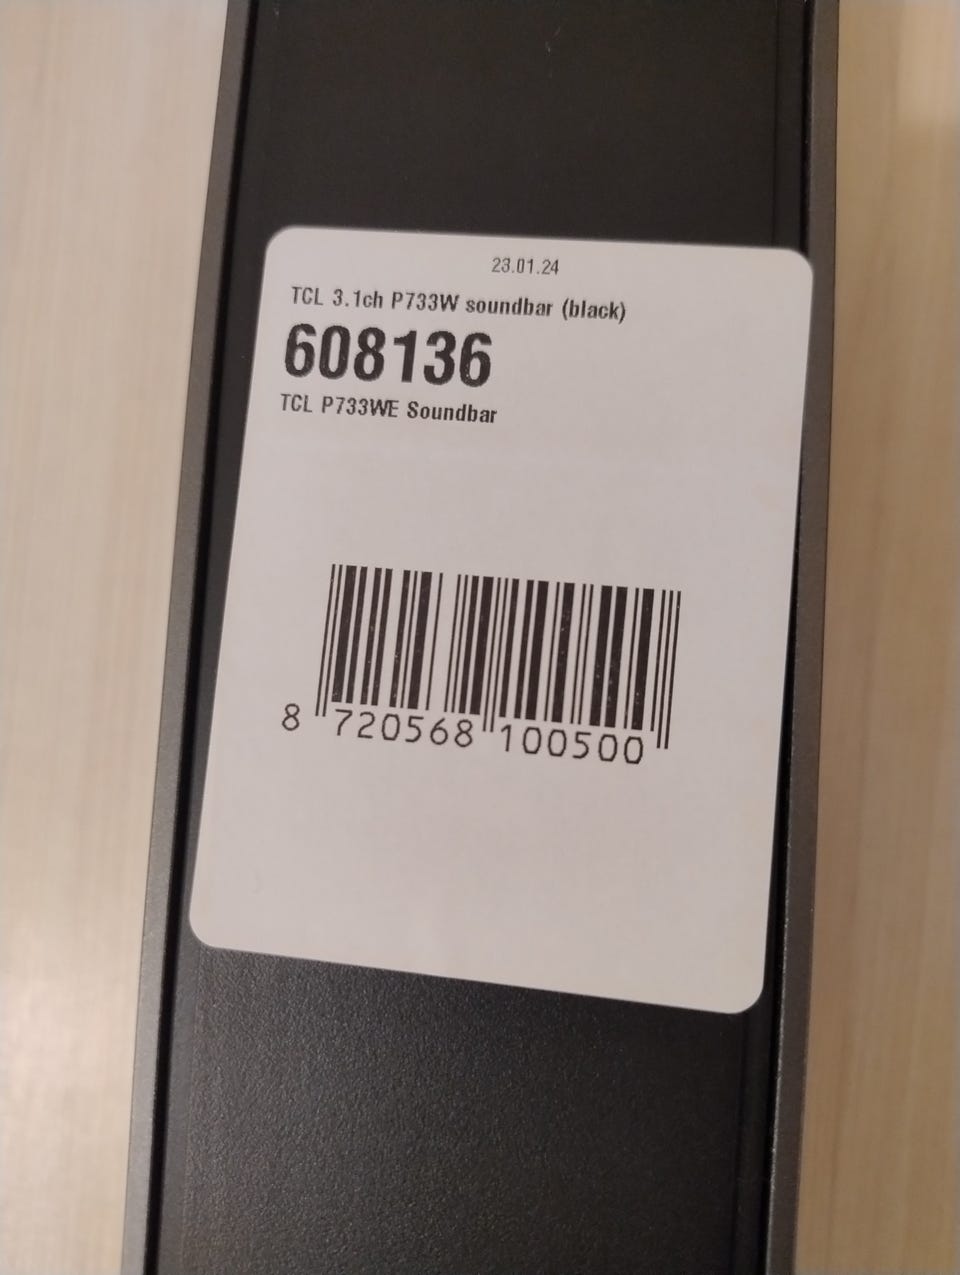 23.01.24
TCL 3.1ch P733W soundbar (black)
608136
TCL P733WE Soundbar
8 720568 100500